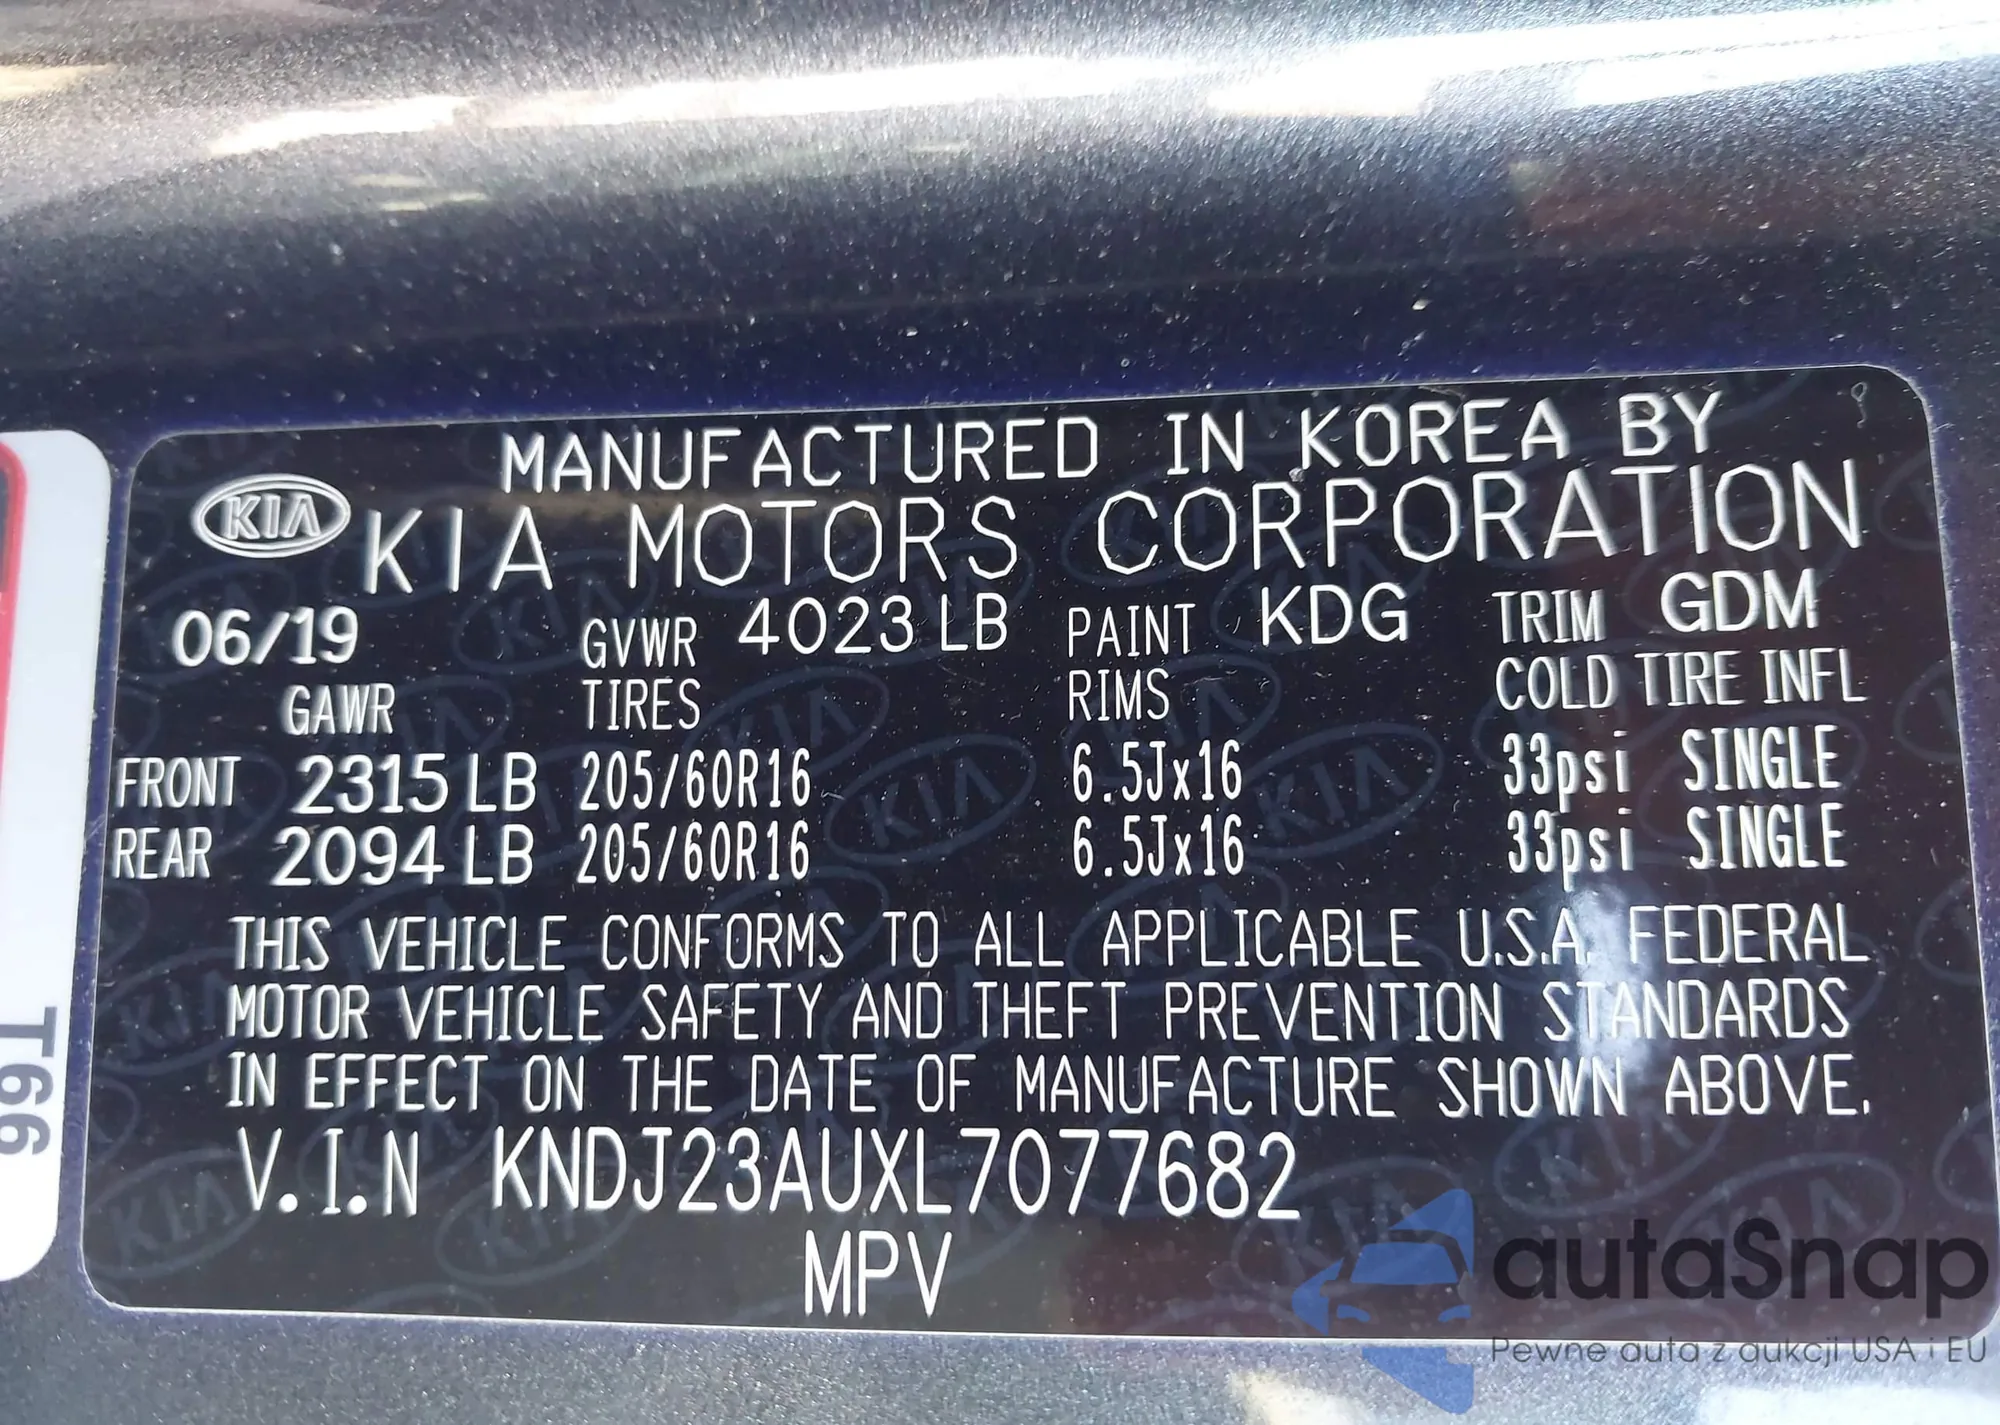 MANUFACTURED IN KOREA BY
KIA KIA MOTORS CORPORATION
06/19 GVWR 4023 LB PAINT KDG TRIM GDM
GAWR TIRES RIMS COLD TIRE INFL
FRONT 2315 LB 205/60R16 6.5Jx16 33psi SINGLE
REAR 2094 LB 205/60R16 6.5Jx16 33psi SINGLE
THIS VEHICLE CONFORMS TO ALL APPLICABLE U.S.A. FEDERAL
MOTOR VEHICLE SAFETY AND THEFT PREVENTION STANDARDS
IN EFFECT ON THE DATE OF MANUFACTURE SHOWN ABOVE.
V.I.N KNDJ23AUXL7077682
MPV
autaSnap
Pewne auta z aukcji USA i EU